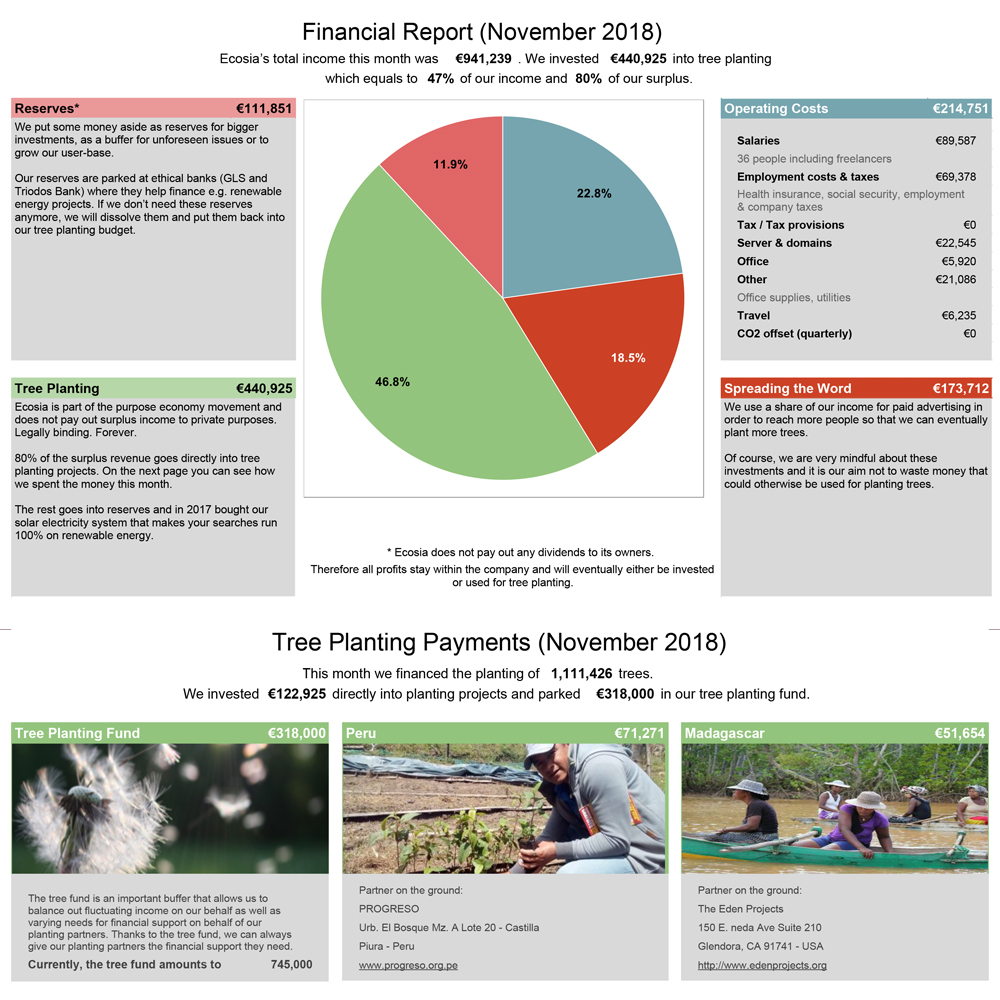 Financial Report (November 2018)
Ecosia's total income this month was €941,239 . We invested €440,925 into tree planting
which equals to 47% of our income and 80% of our surplus.
Reserves* €111,851
We put some money aside as reserves for bigger
investments, as a buffer for unforeseen issues or to
grow our user-base.
Our reserves are parked at ethical banks (GLS and
Triodos Bank) where they help finance e.g. renewable
energy projects. If we don't need these reserves
anymore, we will dissolve them and put them back into
our tree planting budget.
Tree Planting €440,925
Ecosia is part of the purpose economy movement and
does not pay out surplus income to private purposes.
Legally binding. Forever.
80% of the surplus revenue goes directly into tree
planting projects. On the next page you can see how
we spent the money this month.
The rest goes into reserves and in 2017 bought our
solar electricity system that makes your searches run
100% on renewable energy.
11.9%
22.8%
18.5%
46.8%
* Ecosia does not pay out any dividends to its owners.
Therefore all profits stay within the company and will eventually either be invested
or used for tree planting.
Operating Costs €214,751
Salaries €89,587
36 people including freelancers
Employment costs & taxes €69,378
Health insurance, social security, employment
& company taxes
Tax / Tax provisions €0
Server & domains €22,545
Office €5,920
Other €21,086
Office supplies, utilities
Travel €6,235
CO2 offset (quarterly) €0
Spreading the Word €173,712
We use a share of our income for paid advertising in
order to reach more people so that we can eventually
plant more trees.
Of course, we are very mindful about these
investments and it is our aim not to waste money that
could otherwise be used for planting trees.
Tree Planting Payments (November 2018)
This month we financed the planting of 1,111,426 trees.
We invested €122,925 directly into planting projects and parked €318,000 in our tree planting fund.
Tree Planting Fund €318,000
The tree fund is an important buffer that allows us to
balance out fluctuating income on our behalf as well as
varying needs for financial support on behalf of our
planting partners. Thanks to the tree fund, we can always
give our planting partners the financial support they need.
Currently, the tree fund amounts to 745,000
Peru €71,271
Partner on the ground:
PROGRESO
Urb. El Bosque Mz. A Lote 20 - Castilla
Piura - Peru
www.progreso.org.pe
Madagascar €51,654
Partner on the ground:
The Eden Projects
150 E. neda Ave Suite 210
Glendora, CA 91741 - USA
http://www.edenprojects.org